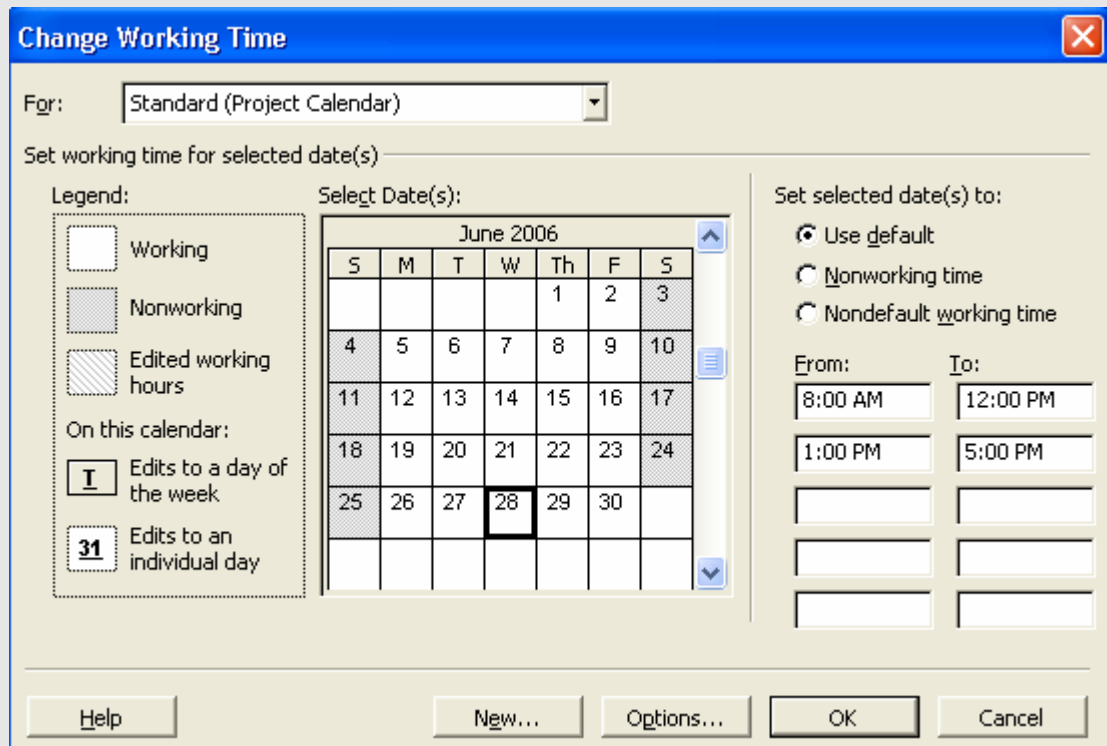 Change Working Time
For: Standard (Project Calendar)
Set working time for selected date(s)
Legend:
Working
Nonworking
Edited working
hours
On this calendar:
T Edits to a day of
the week
31 Edits to an
individual day
Select Date(s):
June 2006
S M T W Th F S
1 2 3
4 5 6 7 8 9 10
11 12 13 14 15 16 17
18 19 20 21 22 23 24
25 26 27 28 29 30
Set selected date(s) to:
Use default
Nonworking time
Nondefault working time
From: To:
8:00 AM 12:00 PM
1:00 PM 5:00 PM
Help New... Options... OK Cancel